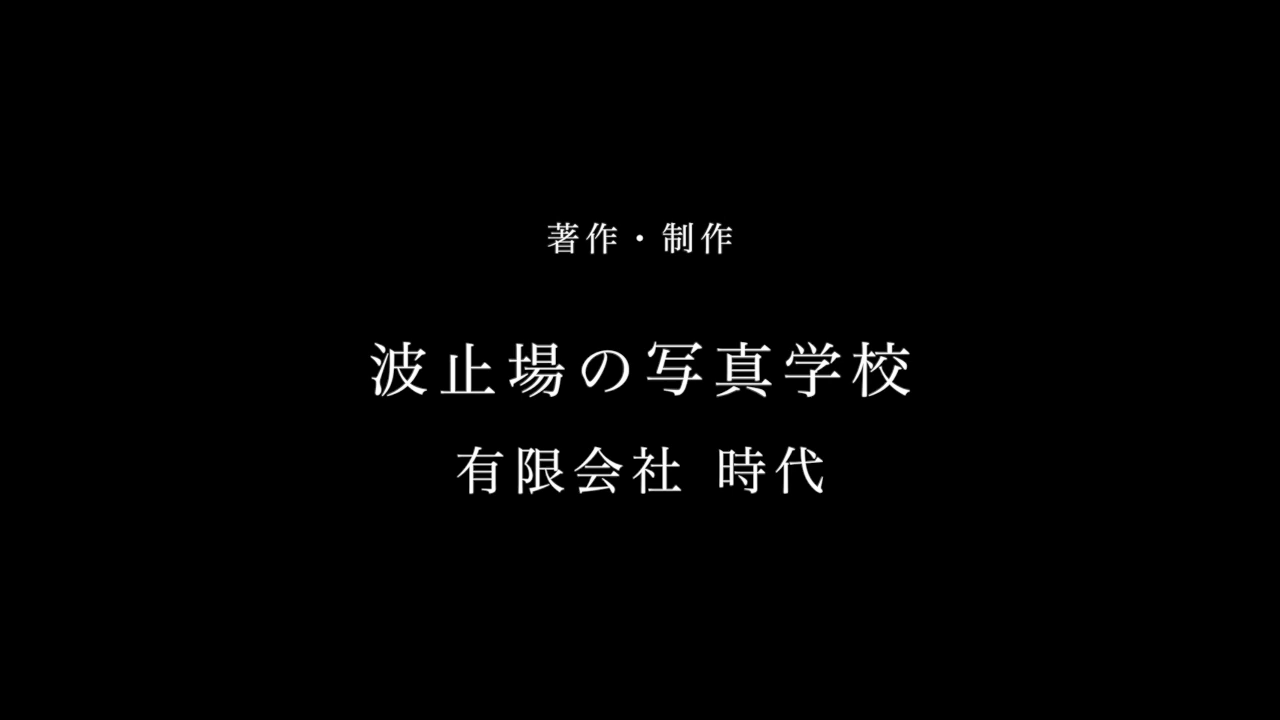 著作・制作
波止場の写真学校
有限会社 時代